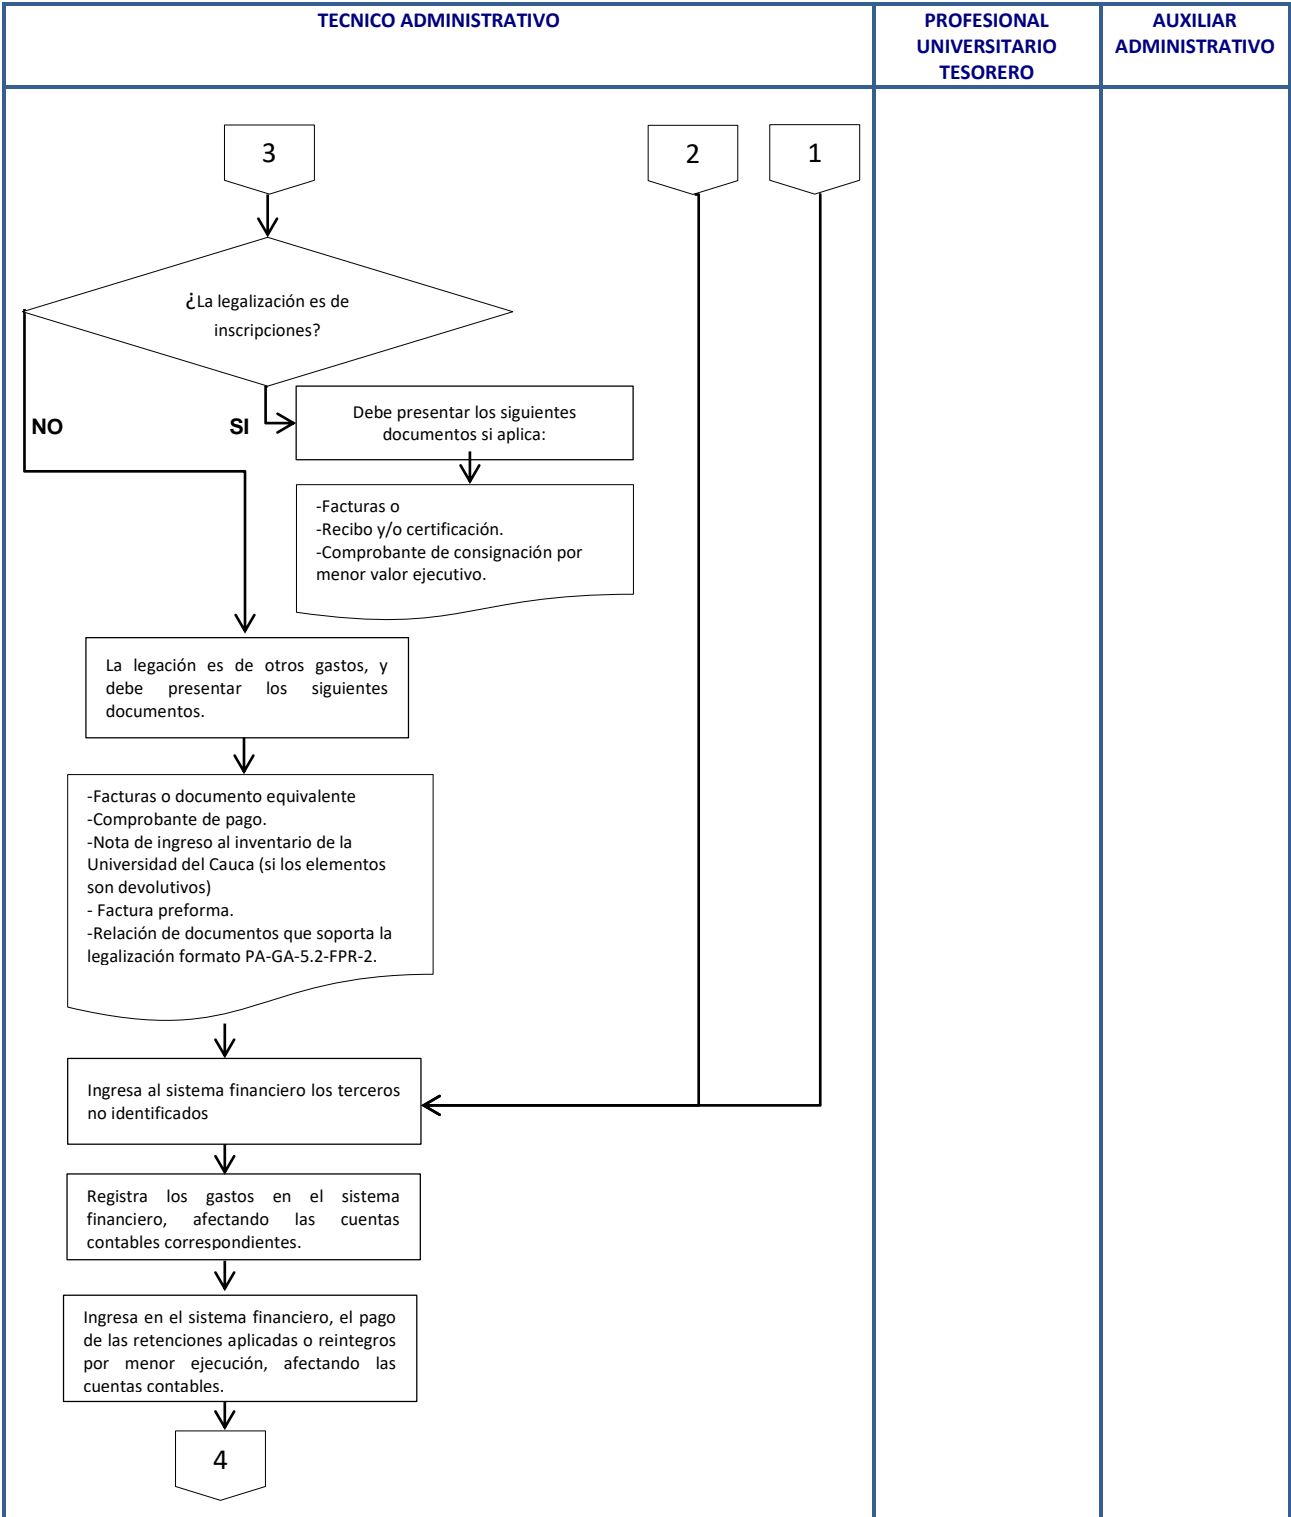 TECNICO ADMINISTRATIVO
PROFESIONAL
UNIVERSITARIO
TESORERO
AUXILIAR
ADMINISTRATIVO
3
2
1
¿La legalización es de
inscripciones?
NO
SI
Debe presentar los siguientes
documentos si aplica:
-Facturas o
-Recibo y/o certificación.
-Comprobante de consignación por
menor valor ejecutivo.
La legación es de otros gastos, y
debe presentar los siguientes
documentos.
-Facturas o documento equivalente
-Comprobante de pago.
-Nota de ingreso al inventario de la
Universidad del Cauca (si los elementos
son devolutivos)
- Factura preforma.
-Relación de documentos que soporta la
legalización formato PA-GA-5.2-FPR-2.
Ingresa al sistema financiero los terceros
no identificados
Registra los gastos en el sistema
financiero, afectando las cuentas
contables correspondientes.
Ingresa en el sistema financiero, el pago
de las retenciones aplicadas o reintegros
por menor ejecución, afectando las
cuentas contables.
4